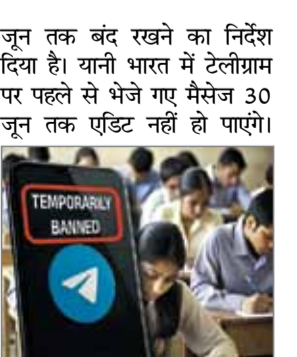 जून तक बंद रखने का निर्देश
दिया है। यानी भारत में टेलीग्राम
पर पहले से भेजे गए मैसेज 30
जून तक एडिट नहीं हो पाएंगे।
TEMPORARILY
BANNED